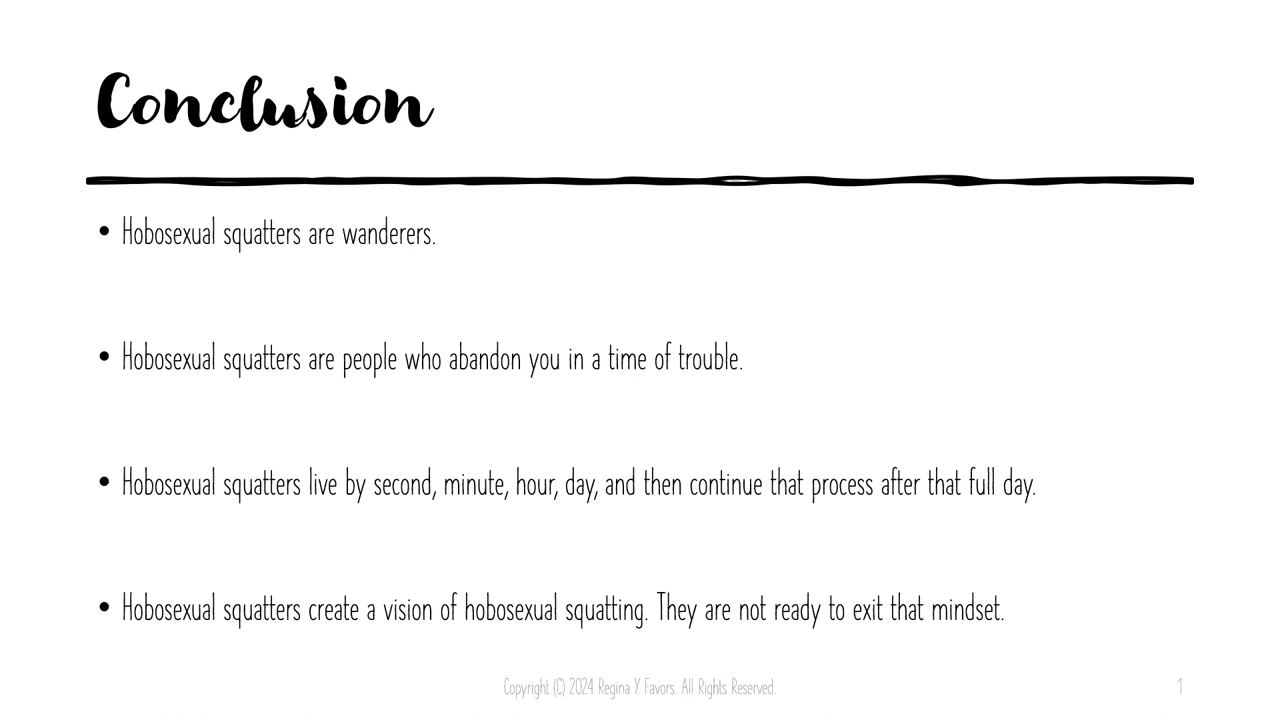 Conclusion
• Hobosexual squatters are wanderers.
• Hobosexual squatters are people who abandon you in a time of trouble.
• Hobosexual squatters live by second, minute, hour, day, and then continue that process after that full day.
• Hobosexual squatters create a vision of hobosexual squatting. They are not ready to exit that mindset.
Copyright (C) 2024 Regina Y. Favors. All Rights Reserved.
1